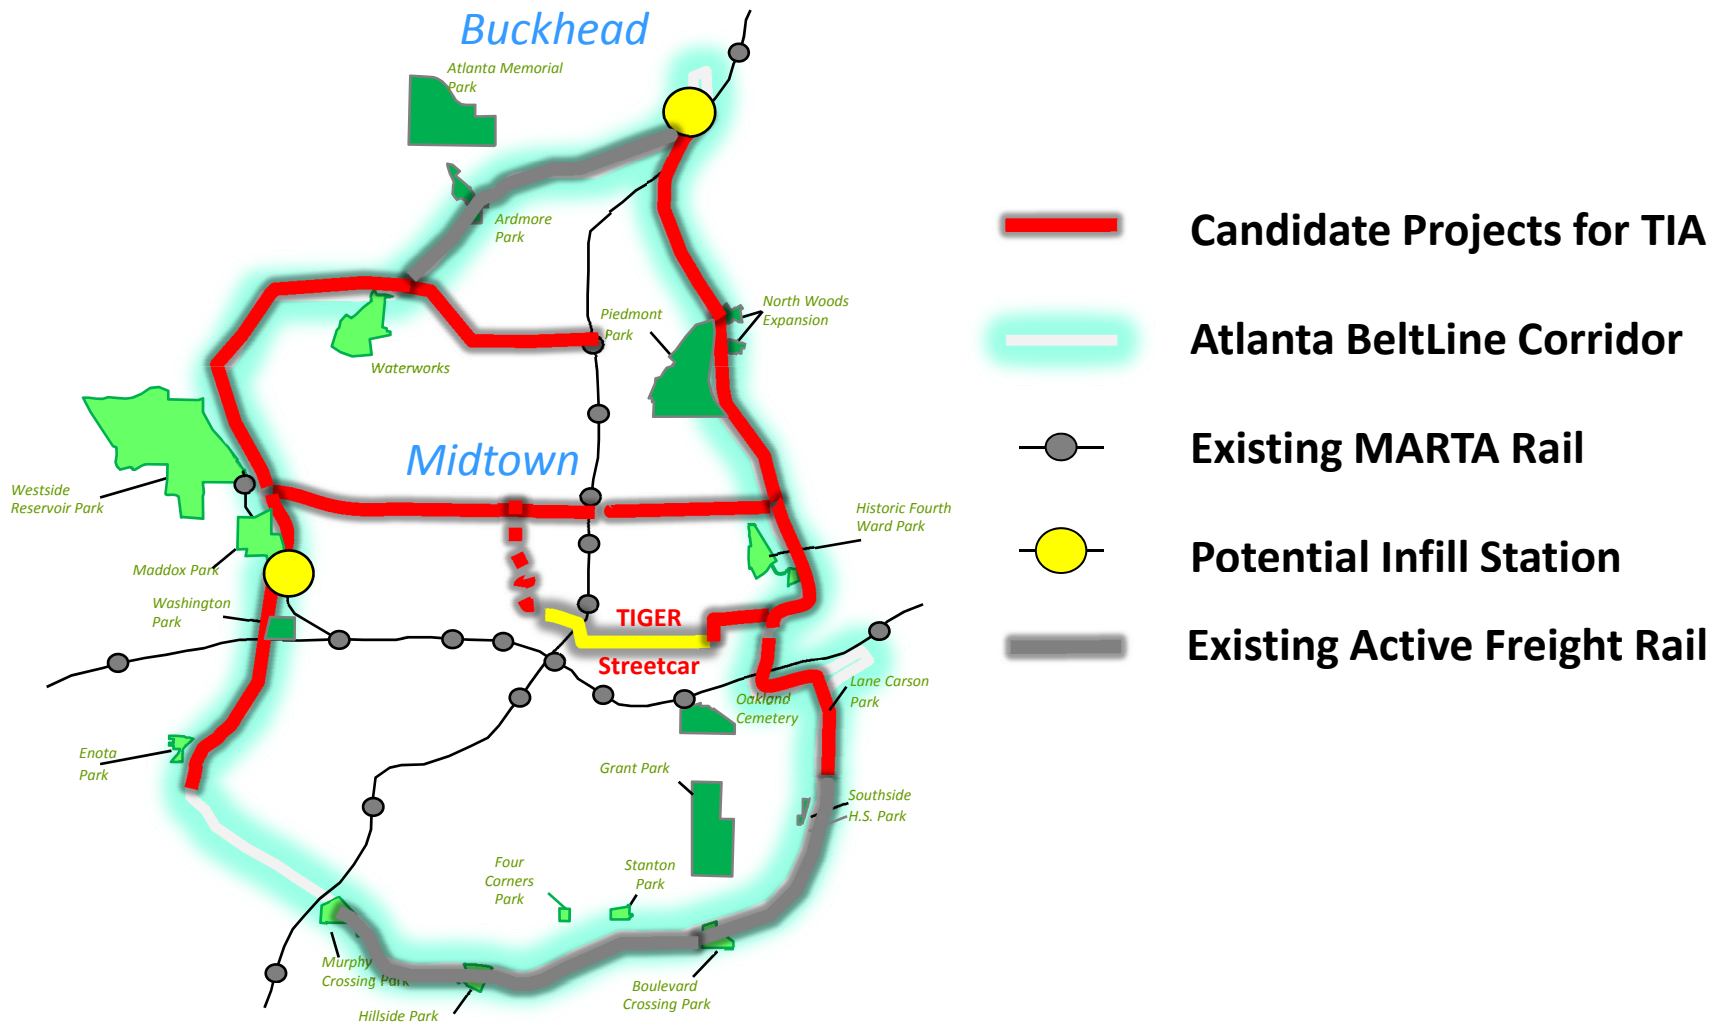 Buckhead
Atlanta Memorial
Park
Ardmore
Park
North Woods
Expansion
Piedmont
Park
Waterworks
Midtown
Westside
Reservoir Park
Historic Fourth
Ward Park
Maddox Park
Washington
Park
TIGER
Streetcar
Lane Carson
Park
Oakland
Cemetery
Enota
Park
Grant Park
Southside
H.S. Park
Four
Corners
Park
Stanton
Park
Murphy
Crossing Park
Boulevard
Crossing Park
Hillside Park
Candidate Projects for TIA
Atlanta BeltLine Corridor
Existing MARTA Rail
Potential Infill Station
Existing Active Freight Rail